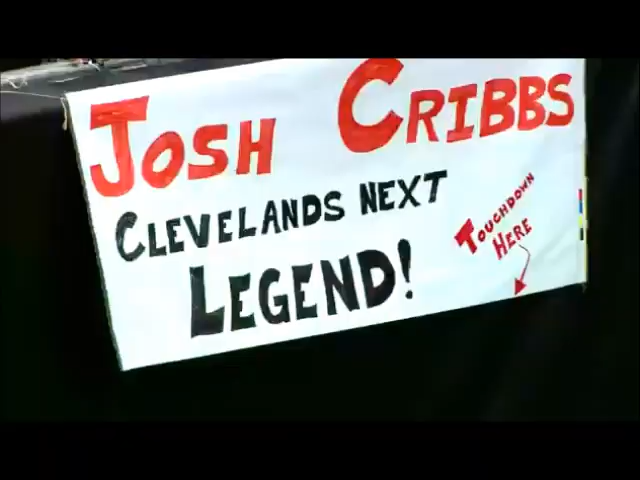 JOSH CRIBBS
CLEVELANDS NEXT
LEGEND!
TOUCHDOWN
HERE